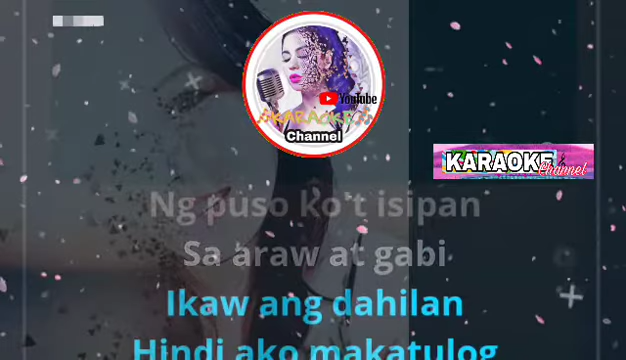 YouTube
KARAOKE
Channel
KARAOKE
Channel
Ng puso ko't isipan
Sa araw at gabi
Ikaw ang dahilan
Hindi ako makatulog